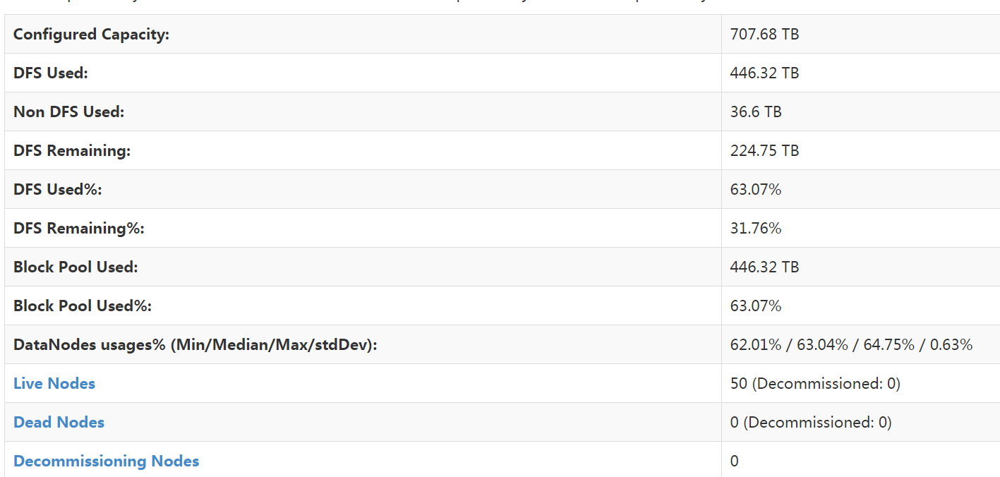 Configured Capacity: 707.68 TB
DFS Used: 446.32 TB
Non DFS Used: 36.6 TB
DFS Remaining: 224.75 TB
DFS Used%: 63.07%
DFS Remaining%: 31.76%
Block Pool Used: 446.32 TB
Block Pool Used%: 63.07%
DataNodes usages% (Min/Median/Max/stdDev): 62.01% / 63.04% / 64.75% / 0.63%
Live Nodes 50 (Decommissioned: 0)
Dead Nodes 0 (Decommissioned: 0)
Decommissioning Nodes 0